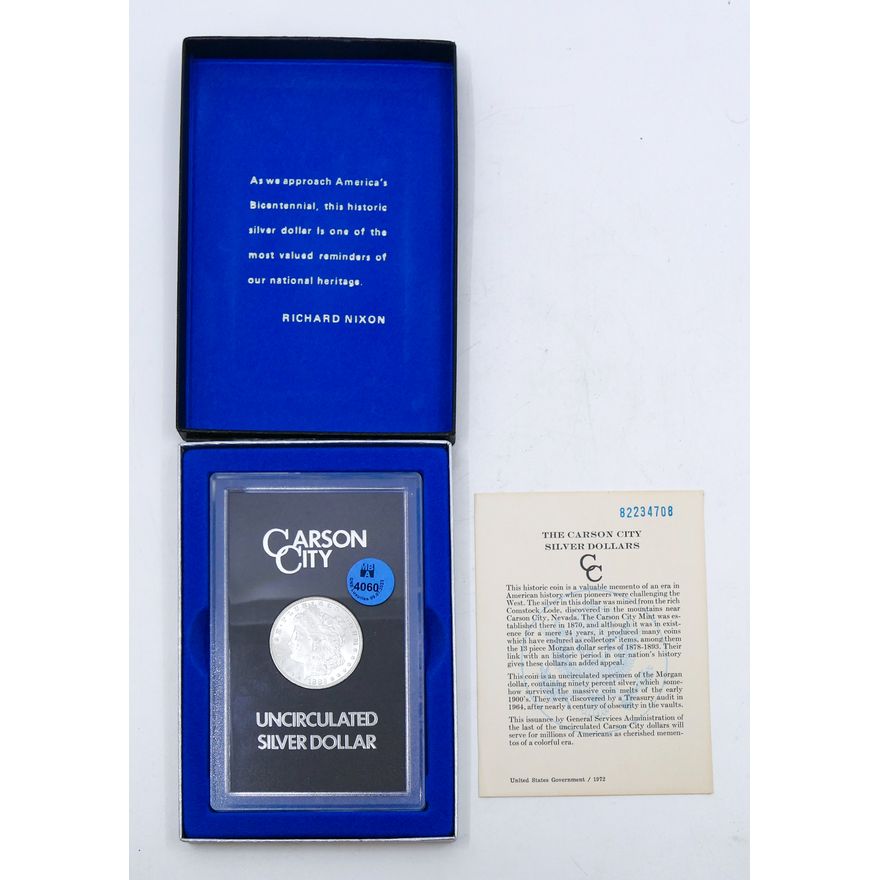 As we approach America's
Bicentennial, this historic
silver dollar is one of the
most valued reminders of
our national heritage.
RICHARD NIXON
CARSON
CITY
4060
UNCIRCULATED
SILVER DOLLAR
82234708
THE CARSON CITY
SILVER DOLLARS
CC
This historic coin is a valuable memento of an era in
American history when pioneers were challenging the
West. The silver in this dollar was mined from the rich
Comstock Lode, discovered in the mountains near
Carson City, Nevada. The Carson City Mint was es-
tablished there in 1870, and although it was in exist-
ence for a mere 24 years, it produced many coins
which have endured as collectors' items, among them
the 13 piece Morgan dollar series of 1878-1893. Their
link with an historic period in our nation's history
gives these dollars an added appeal.
This coin is an uncirculated specimen of the Morgan
dollar, containing ninety percent silver, which some-
how survived the massive coin melts of the early
1900's. They were discovered by a Treasury audit in
1964, after nearly a century of obscurity in the vaults.
This issuance by General Services Administration of
the last of the uncirculated Carson City dollars will
serve for millions of Americans as cherished memen-
tos of a colorful era.
United States Government / 1972